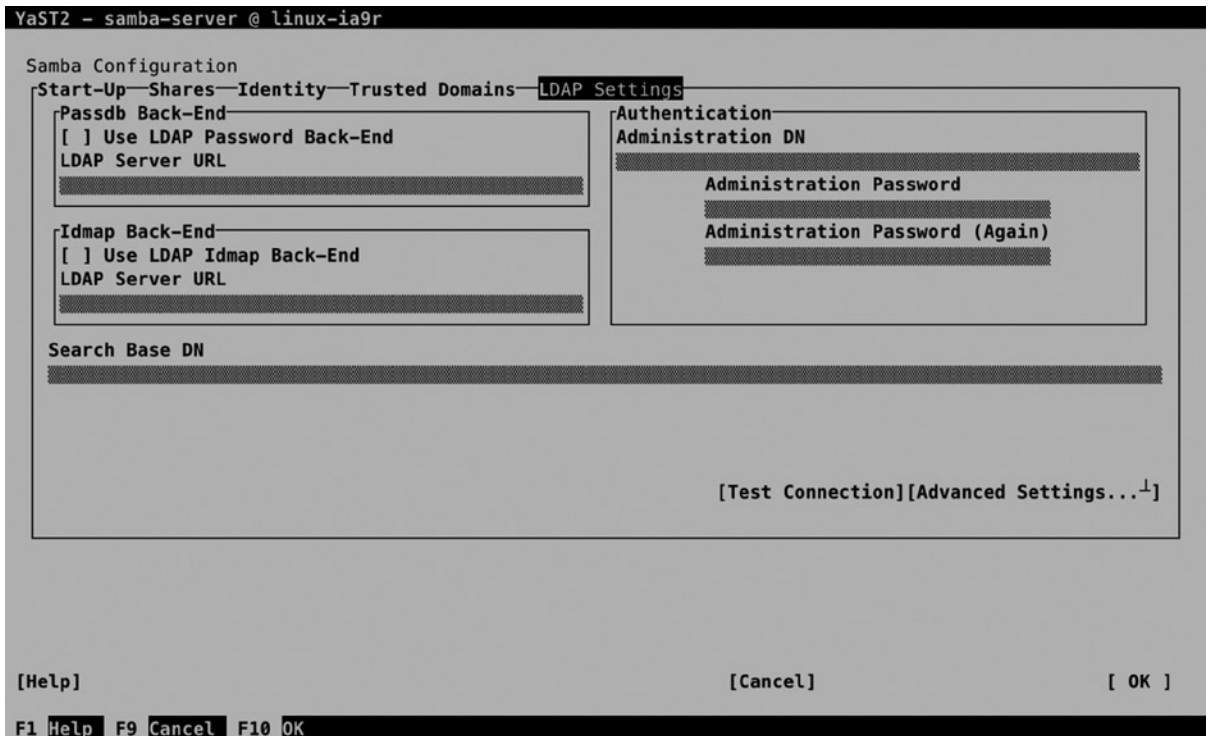 YaST2 - samba-server @ linux-ia9r
Samba Configuration
Start-Up Shares Identity Trusted Domains LDAP Settings
Passdb Back-End
[ ] Use LDAP Password Back-End
LDAP Server URL
Idmap Back-End
[ ] Use LDAP Idmap Back-End
LDAP Server URL
Authentication
Administration DN
Administration Password
Administration Password (Again)
Search Base DN
[Test Connection][Advanced Settings...┴]
[Help] [Cancel] [ OK ]
F1 Help F9 Cancel F10 OK